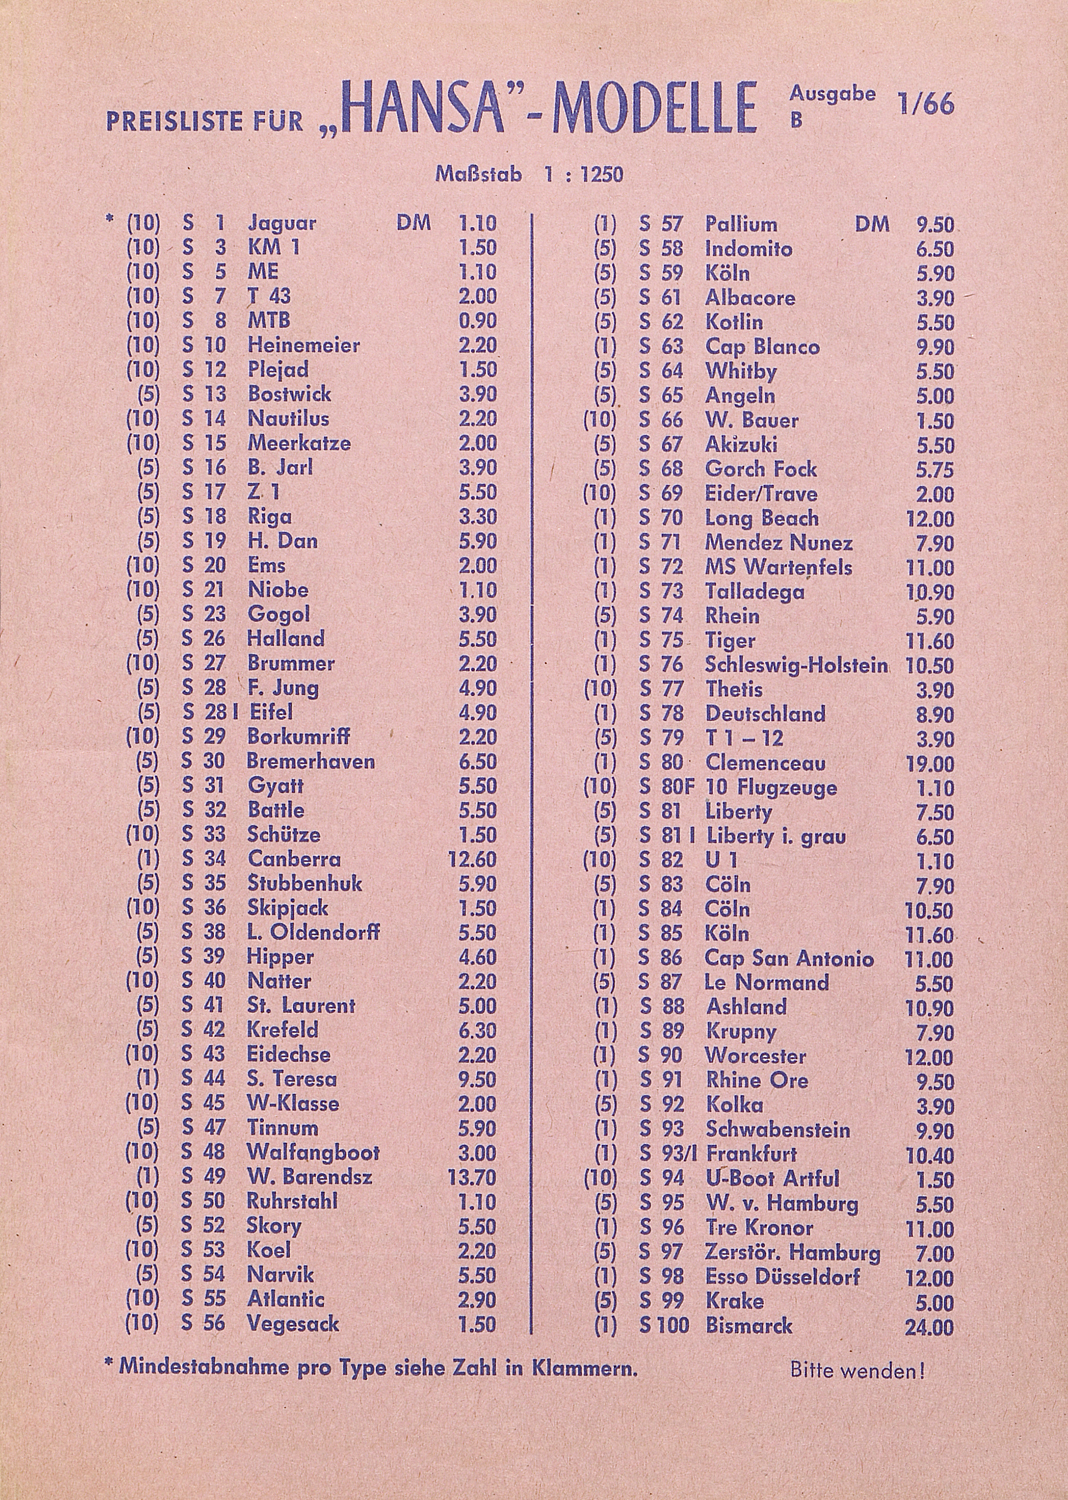 PREISLISTE FÜR „HANSA”-MODELLE Ausgabe B 1/66
Maßstab 1 : 1250
* (10) S 1 Jaguar DM 1.10
(10) S 3 KM 1 1.50
(10) S 5 ME 1.10
(10) S 7 T 43 2.00
(10) S 8 MTB 0.90
(10) S 10 Heinemeier 2.20
(10) S 12 Plejad 1.50
(5) S 13 Bostwick 3.90
(10) S 14 Nautilus 2.20
(10) S 15 Meerkatze 2.00
(5) S 16 B. Jarl 3.90
(5) S 17 Z 1 5.50
(5) S 18 Riga 3.30
(5) S 19 H. Dan 5.90
(10) S 20 Ems 2.00
(10) S 21 Niobe 1.10
(5) S 23 Gogol 3.90
(5) S 26 Halland 5.50
(10) S 27 Brummer 2.20
(5) S 28 F. Jung 4.90
(5) S 28 I Eifel 4.90
(10) S 29 Borkumriff 2.20
(5) S 30 Bremerhaven 6.50
(5) S 31 Gyatt 5.50
(5) S 32 Battle 5.50
(10) S 33 Schütze 1.50
(1) S 34 Canberra 12.60
(5) S 35 Stubbenhuk 5.90
(10) S 36 Skipjack 1.50
(5) S 38 L. Oldendorff 5.50
(5) S 39 Hipper 4.60
(10) S 40 Natter 2.20
(5) S 41 St. Laurent 5.00
(5) S 42 Krefeld 6.30
(10) S 43 Eidechse 2.20
(1) S 44 S. Teresa 9.50
(10) S 45 W-Klasse 2.00
(5) S 47 Tinnum 5.90
(10) S 48 Walfangboot 3.00
(1) S 49 W. Barendsz 13.70
(10) S 50 Ruhrstahl 1.10
(5) S 52 Skory 5.50
(10) S 53 Koel 2.20
(5) S 54 Narvik 5.50
(10) S 55 Atlantic 2.90
(10) S 56 Vegesack 1.50
(1) S 57 Pallium DM 9.50
(5) S 58 Indomito 6.50
(5) S 59 Köln 5.90
(5) S 61 Albacore 3.90
(5) S 62 Kotlin 5.50
(1) S 63 Cap Blanco 9.90
(5) S 64 Whitby 5.50
(5) S 65 Angeln 5.00
(10) S 66 W. Bauer 1.50
(5) S 67 Akizuki 5.50
(5) S 68 Gorch Fock 5.75
(10) S 69 Eider/Trave 2.00
(1) S 70 Long Beach 12.00
(1) S 71 Mendez Nunez 7.90
(1) S 72 MS Wartenfels 11.00
(1) S 73 Talladega 10.90
(5) S 74 Rhein 5.90
(1) S 75 Tiger 11.60
(1) S 76 Schleswig-Holstein 10.50
(10) S 77 Thetis 3.90
(1) S 78 Deutschland 8.90
(5) S 79 T 1 – 12 3.90
(1) S 80 Clemenceau 19.00
(10) S 80F 10 Flugzeuge 1.10
(5) S 81 Liberty 7.50
(5) S 81 I Liberty i. grau 6.50
(10) S 82 U 1 1.10
(5) S 83 Cöln 7.90
(1) S 84 Cöln 10.50
(1) S 85 Köln 11.60
(1) S 86 Cap San Antonio 11.00
(5) S 87 Le Normand 5.50
(1) S 88 Ashland 10.90
(1) S 89 Krupny 7.90
(1) S 90 Worcester 12.00
(1) S 91 Rhine Ore 9.50
(5) S 92 Kolka 3.90
(1) S 93 Schwabenstein 9.90
(1) S 93/I Frankfurt 10.40
(10) S 94 U-Boot Artful 1.50
(5) S 95 W. v. Hamburg 5.50
(1) S 96 Tre Kronor 11.00
(5) S 97 Zerstör. Hamburg 7.00
(1) S 98 Esso Düsseldorf 12.00
(5) S 99 Krake 5.00
(1) S 100 Bismarck 24.00
* Mindestabnahme pro Type siehe Zahl in Klammern. Bitte wenden!